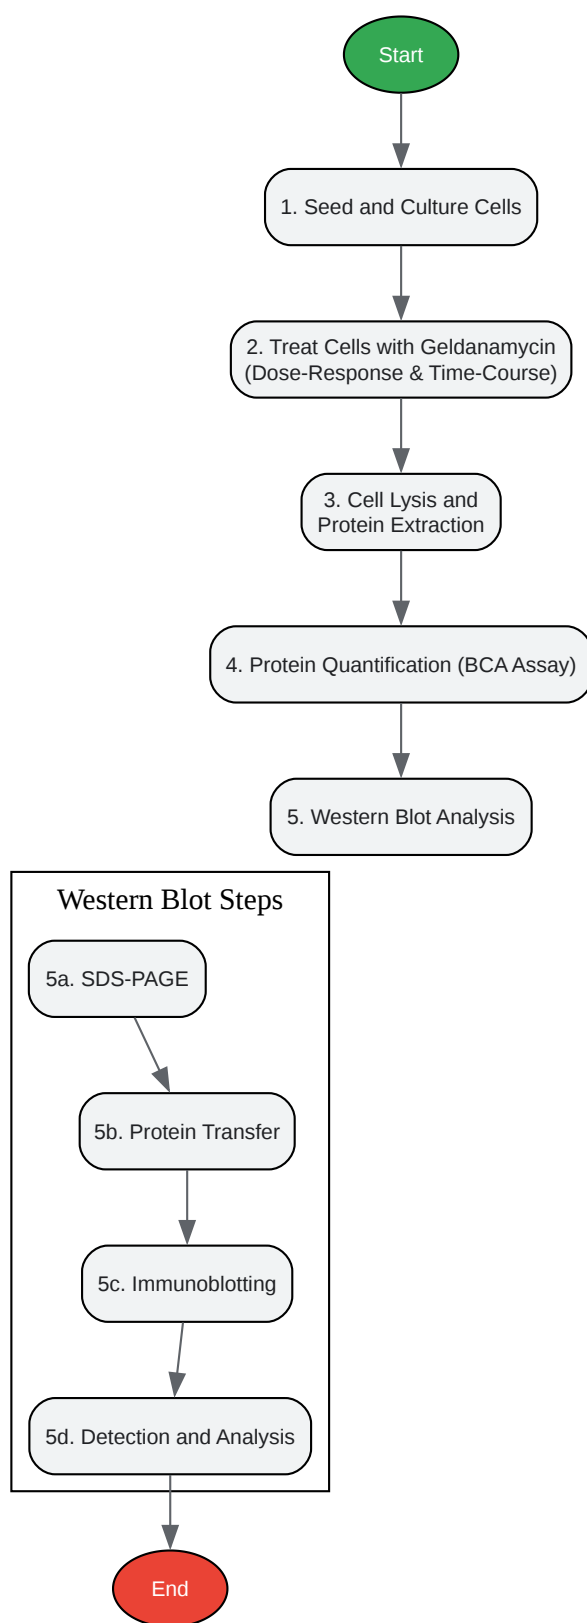 Start
1. Seed and Culture Cells
2. Treat Cells with Geldanamycin
(Dose-Response & Time-Course)
3. Cell Lysis and
Protein Extraction
4. Protein Quantification (BCA Assay)
5. Western Blot Analysis
Western Blot Steps
5a. SDS-PAGE
5b. Protein Transfer
5c. Immunoblotting
5d. Detection and Analysis
End